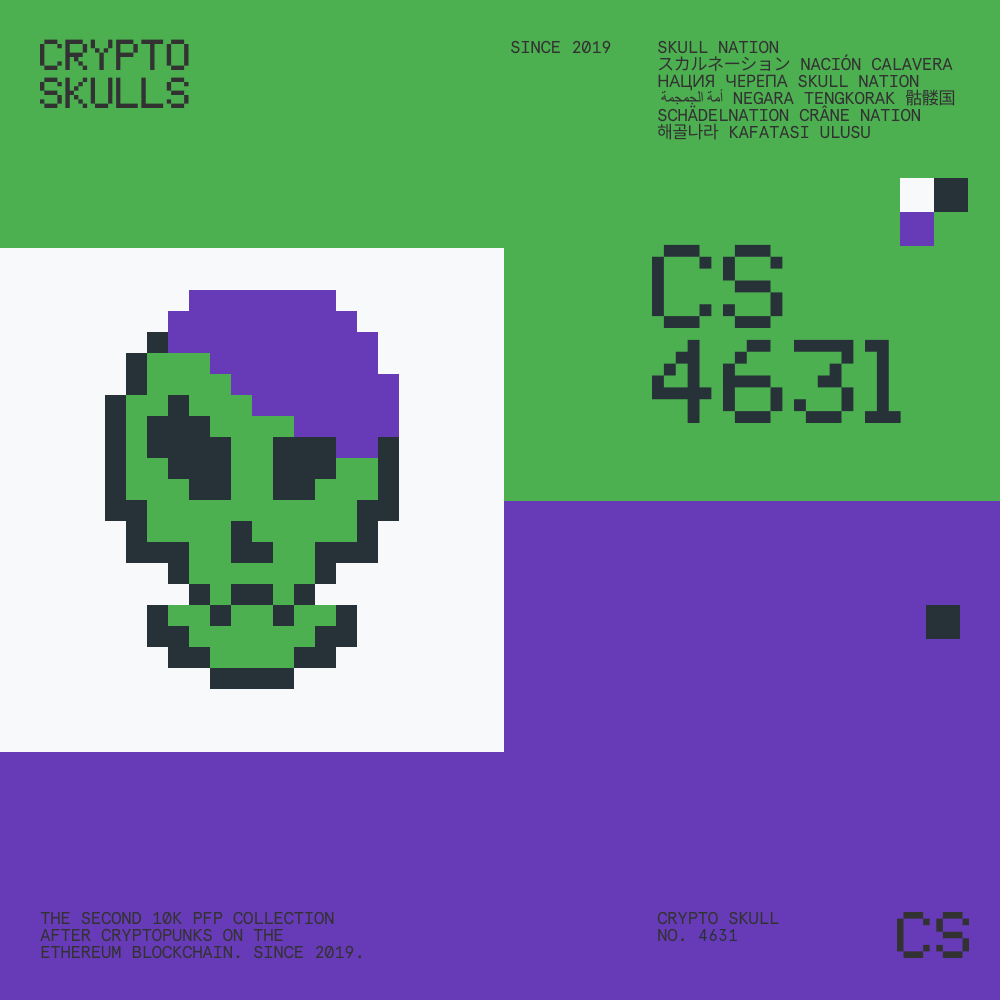 CRYPTO
SKULLS
SINCE 2019
SKULL NATION
スカルネーション NACIÓN CALAVERA
НАЦИЯ ЧЕРЕПА SKULL NATION
أمة الجمجمة NEGARA TENGKORAK 骷髅国
SCHÄDELNATION CRÂNE NATION
해골나라 KAFATASI ULUSU
CS
4631
THE SECOND 10K PFP COLLECTION
AFTER CRYPTOPUNKS ON THE
ETHEREUM BLOCKCHAIN. SINCE 2019.
CRYPTO SKULL
NO. 4631
CS